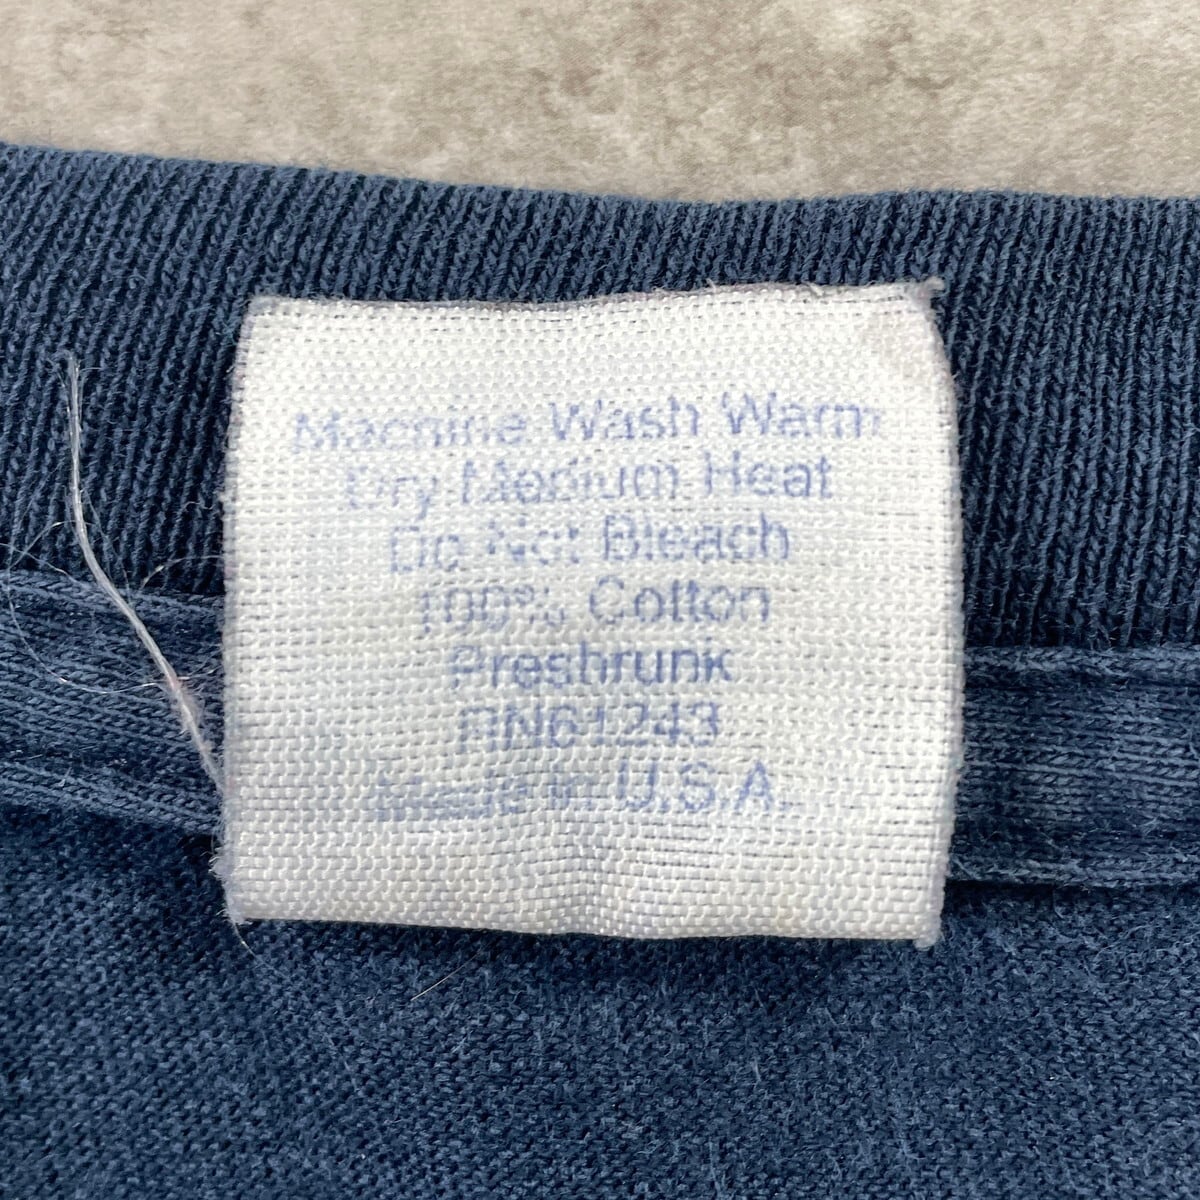 Machine Wash Warm
Dry Medium Heat
Do Not Bleach
100% Cotton
Preshrunk
RN61243
Made In U.S.A.